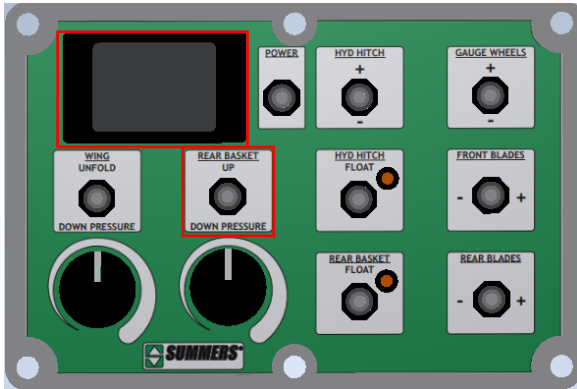 POWER
HYD HITCH
+
-
GAUGE WHEELS
+
-
WING
UNFOLD
DOWN PRESSURE
REAR BASKET
UP
DOWN PRESSURE
HYD HITCH
FLOAT
FRONT BLADES
- +
REAR BASKET
FLOAT
REAR BLADES
- +
SUMMERS